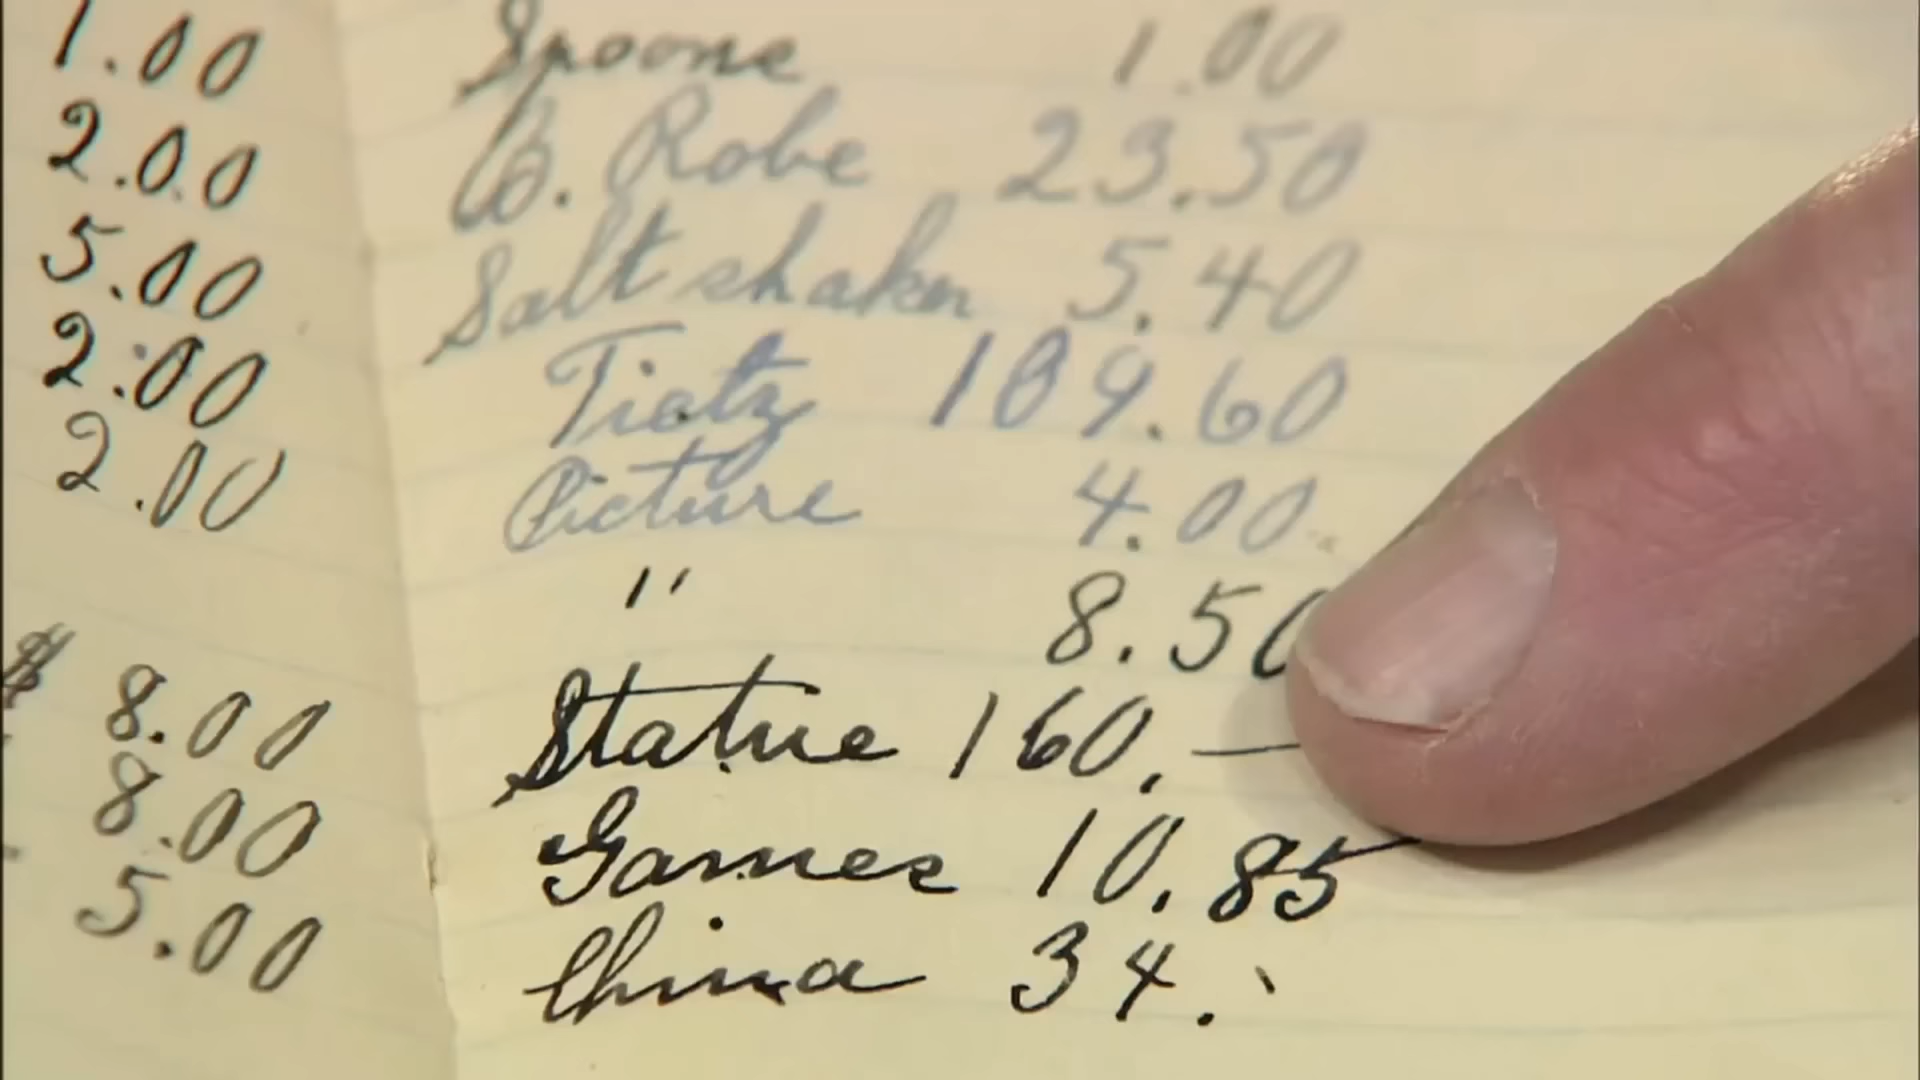 1.00
2.00
5.00
2.00
2.00
$ 8.00
8.00
5.00
Spoons 1.00
B. Robe 23.50
Salt shaker 5.40
Tietz 109.60
Picture 4.00
" 8.50
Statue 160.—
Games 10.85
China 34.